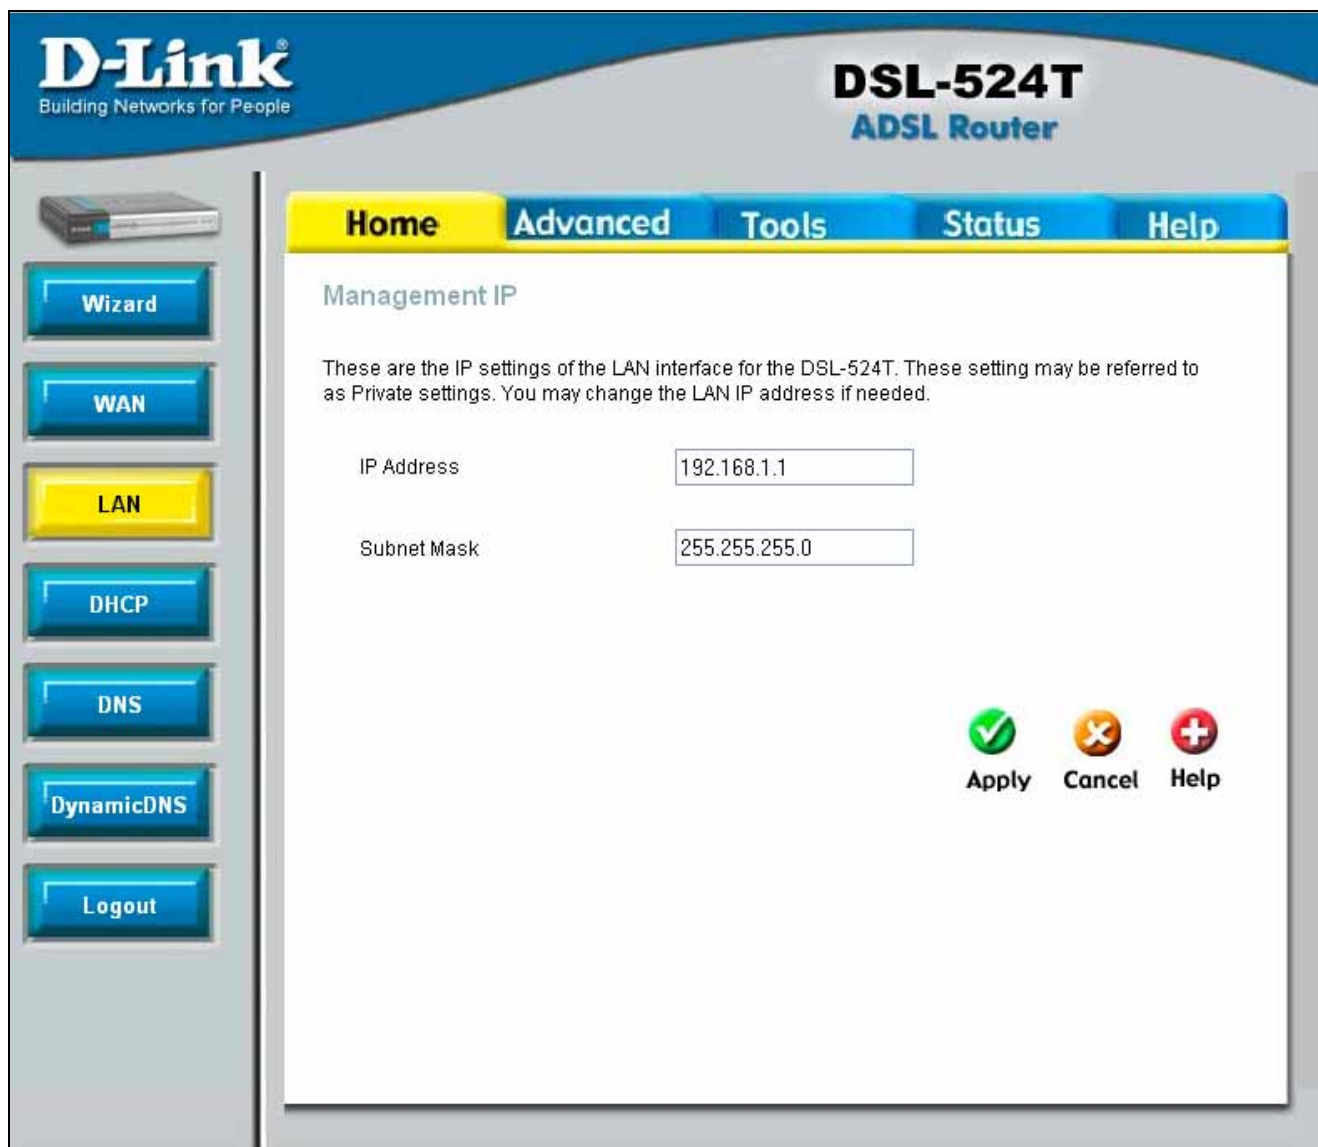 D-Link®
Building Networks for People
DSL-524T
ADSL Router
Home Advanced Tools Status Help
Wizard
WAN
LAN
DHCP
DNS
DynamicDNS
Logout
Management IP
These are the IP settings of the LAN interface for the DSL-524T. These setting may be referred to
as Private settings. You may change the LAN IP address if needed.
IP Address 192.168.1.1
Subnet Mask 255.255.255.0
Apply Cancel Help